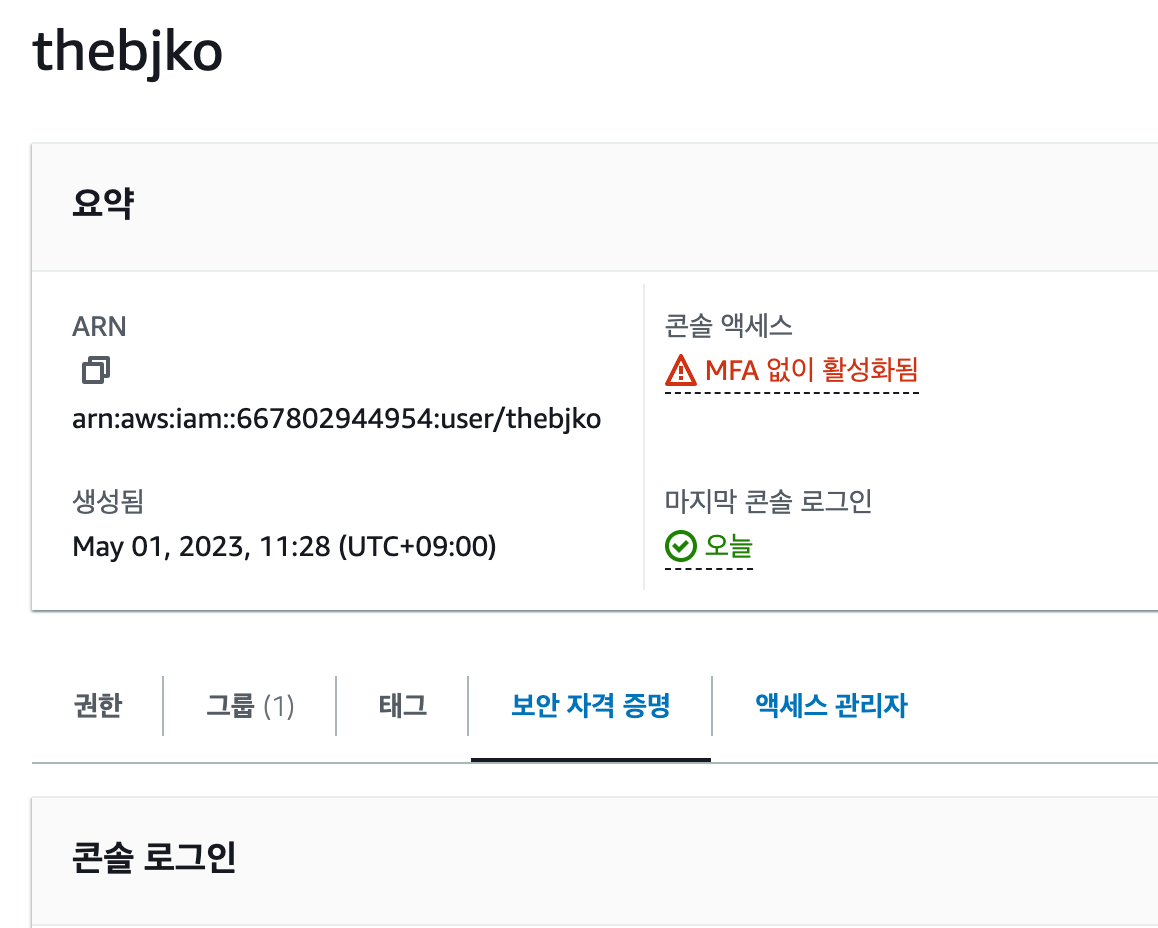 thebjko
요약
ARN
arn:aws:iam::667802944954:user/thebjko
콘솔 액세스
MFA 없이 활성화됨
생성됨
May 01, 2023, 11:28 (UTC+09:00)
마지막 콘솔 로그인
오늘
권한
그룹 (1)
태그
보안 자격 증명
액세스 관리자
콘솔 로그인